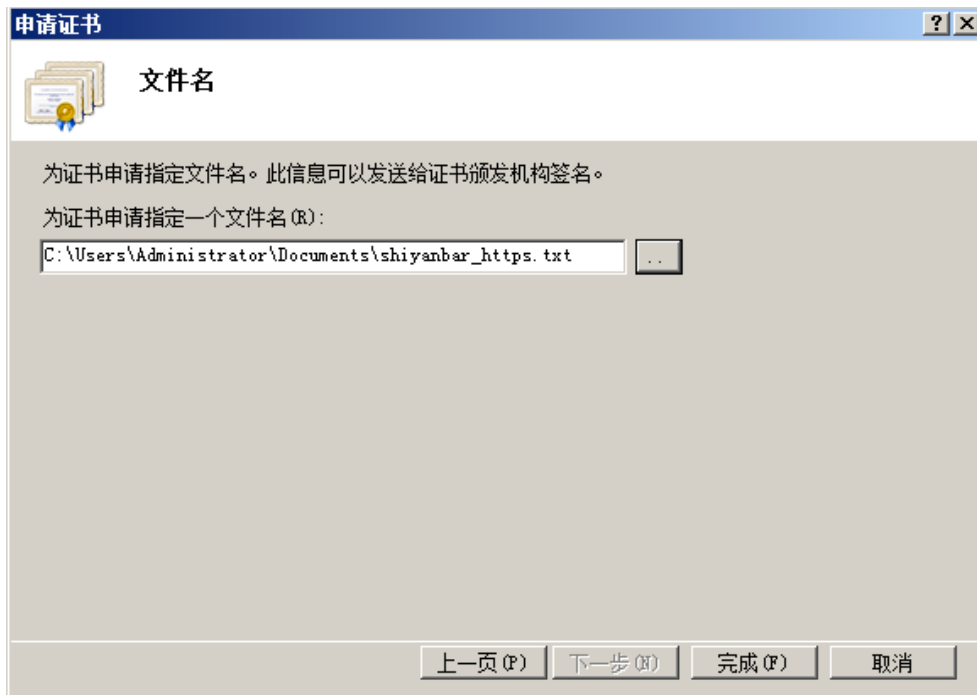 申请证书
文件名
为证书申请指定文件名。此信息可以发送给证书颁发机构签名。
为证书申请指定一个文件名(R):
C:\Users\Administrator\Documents\shiyanbar_https.txt
..
上一页(P) 下一步(N) 完成(F) 取消